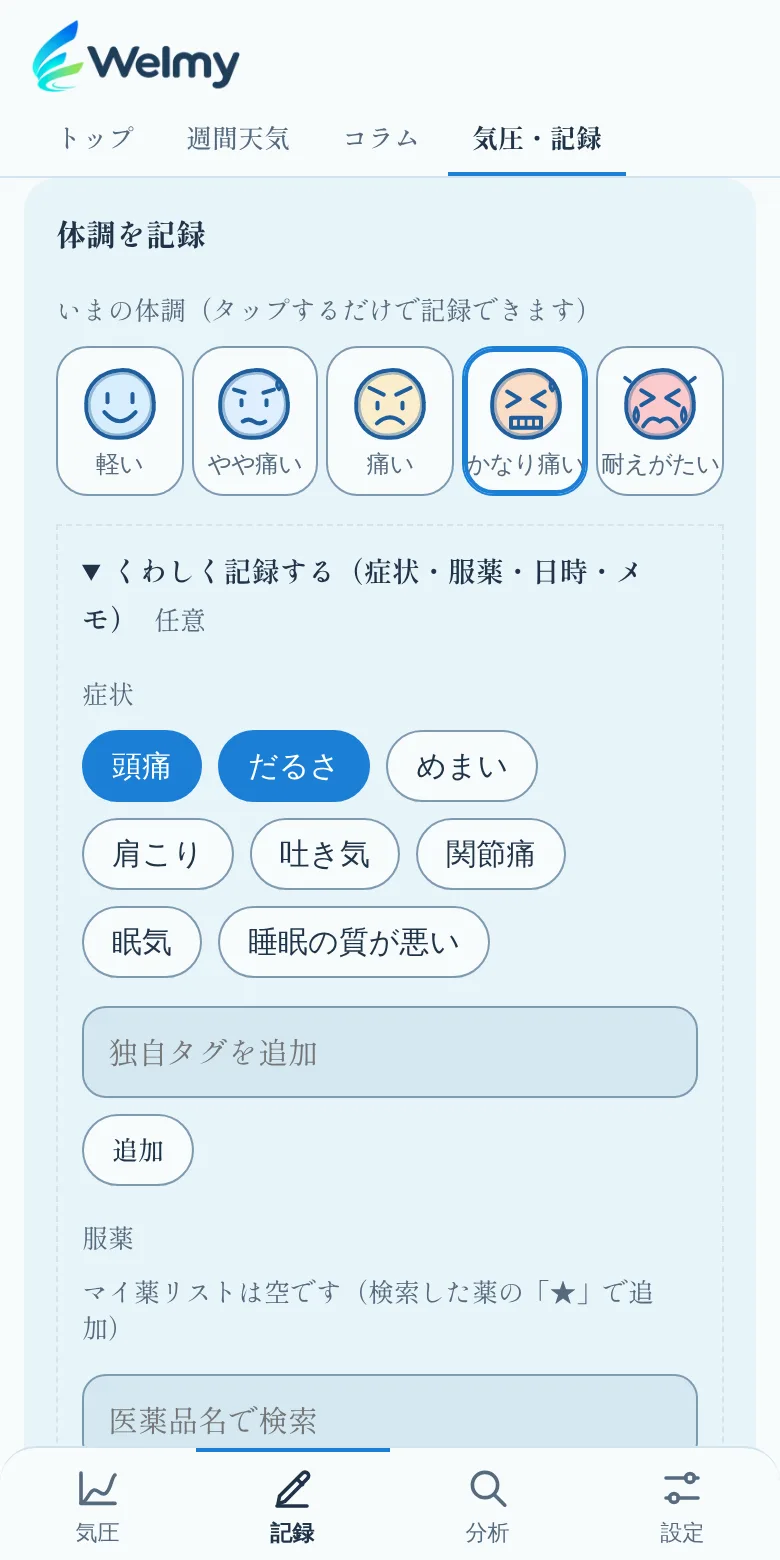 Welmy
トップ 週間天気 コラム 気圧・記録
体調を記録
いまの体調（タップするだけで記録できます）
軽い やや痛い 痛い かなり痛い 耐えがたい
▼ くわしく記録する（症状・服薬・日時・メ
モ） 任意
症状
頭痛 だるさ めまい
肩こり 吐き気 関節痛
眠気 睡眠の質が悪い
独自タグを追加
追加
服薬
マイ薬リストは空です（検索した薬の「★」で追
加）
医薬品名で検索
気圧 記録 分析 設定